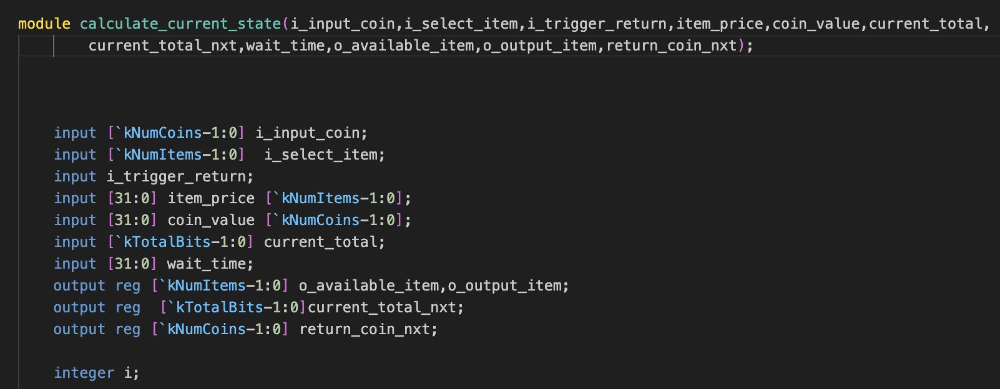 module calculate_current_state(i_input_coin,i_select_item,i_trigger_return,item_price,coin_value,current_total,
current_total_nxt,wait_time,o_available_item,o_output_item,return_coin_nxt);
input [`kNumCoins-1:0] i_input_coin;
input [`kNumItems-1:0]  i_select_item;
input i_trigger_return;
input [31:0] item_price [`kNumItems-1:0];
input [31:0] coin_value [`kNumCoins-1:0];
input [`kTotalBits-1:0] current_total;
input [31:0] wait_time;
output reg [`kNumItems-1:0] o_available_item,o_output_item;
output reg  [`kTotalBits-1:0]current_total_nxt;
output reg [`kNumCoins-1:0] return_coin_nxt;
integer i;